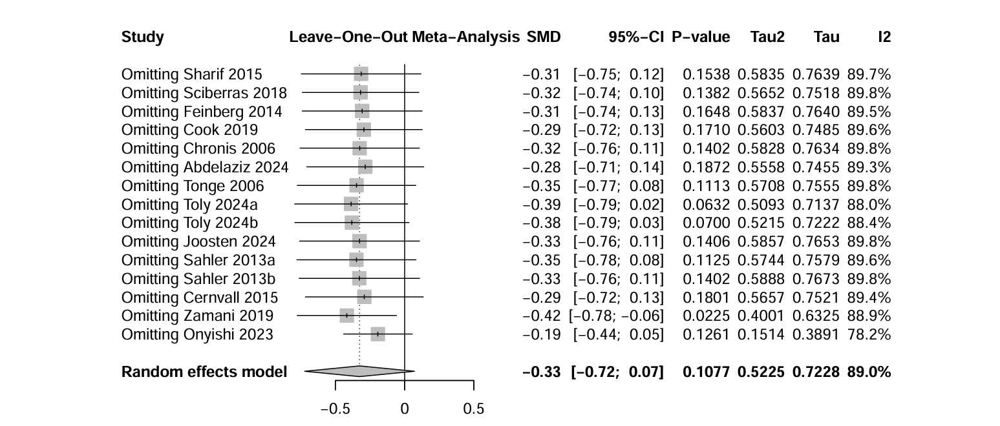 Study Leave−One−Out Meta−Analysis SMD 95%−CI P−value Tau2 Tau I2
Omitting Sharif 2015 −0.31 [−0.75; 0.12] 0.1538 0.5835 0.7639 89.7%
Omitting Sciberras 2018 −0.32 [−0.74; 0.10] 0.1382 0.5652 0.7518 89.8%
Omitting Feinberg 2014 −0.31 [−0.74; 0.13] 0.1648 0.5837 0.7640 89.5%
Omitting Cook 2019 −0.29 [−0.72; 0.13] 0.1710 0.5603 0.7485 89.6%
Omitting Chronis 2006 −0.32 [−0.76; 0.11] 0.1402 0.5828 0.7634 89.8%
Omitting Abdelaziz 2024 −0.28 [−0.71; 0.14] 0.1872 0.5558 0.7455 89.3%
Omitting Tonge 2006 −0.35 [−0.77; 0.08] 0.1113 0.5708 0.7555 89.8%
Omitting Toly 2024a −0.39 [−0.79; 0.02] 0.0632 0.5093 0.7137 88.0%
Omitting Toly 2024b −0.38 [−0.79; 0.03] 0.0700 0.5215 0.7222 88.4%
Omitting Joosten 2024 −0.33 [−0.76; 0.11] 0.1406 0.5857 0.7653 89.8%
Omitting Sahler 2013a −0.35 [−0.78; 0.08] 0.1125 0.5744 0.7579 89.6%
Omitting Sahler 2013b −0.33 [−0.76; 0.11] 0.1402 0.5888 0.7673 89.8%
Omitting Cernvall 2015 −0.29 [−0.72; 0.13] 0.1801 0.5657 0.7521 89.4%
Omitting Zamani 2019 −0.42 [−0.78; −0.06] 0.0225 0.4001 0.6325 88.9%
Omitting Onyishi 2023 −0.19 [−0.44; 0.05] 0.1261 0.1514 0.3891 78.2%
Random effects model −0.33 [−0.72; 0.07] 0.1077 0.5225 0.7228 89.0%
−0.5 0 0.5